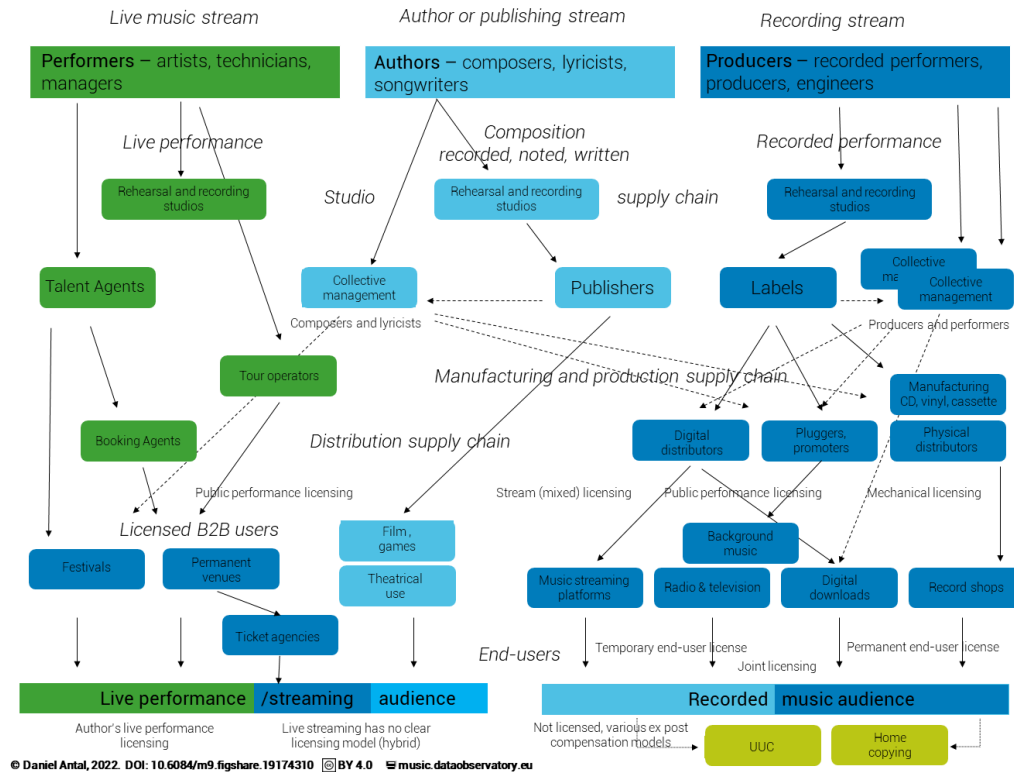 Live music stream
Author or publishing stream
Recording stream
Performers – artists, technicians,
managers
Authors – composers, lyricists,
songwriters
Producers – recorded performers,
producers, engineers
Live performance
Composition
recorded, noted, written
Recorded performance
Rehearsal and recording
studios
Studio
Rehearsal and recording
studios
supply chain
Rehearsal and recording
studios
Talent Agents
Collective
management
Publishers
Labels
Collective
Collective
management
Composers and lyricists
Producers and performers
Tour operators
Manufacturing and production supply chain
Manufacturing
CD, vinyl, cassette
Booking Agents
Distribution supply chain
Digital
distributors
Pluggers,
promoters
Physical
distributors
Public performance licensing
Stream (mixed) licensing
Public performance licensing
Mechanical licensing
Licensed B2B users
Film ,
games
Background
music
Festivals
Permanent
venues
Theatrical
use
Music streaming
platforms
Radio & television
Digital
downloads
Record shops
Ticket agencies
End-users
Temporary end-user license
Permanent end-user license
Joint licensing
Live performance /streaming audience
Recorded music audience
Author's live performance
licensing
Live streaming has no clear
licensing model (hybrid)
Not licensed, various ex post
compensation models
UUC
Home
copying
© Daniel Antal, 2022. DOI: 10.6084/m9.figshare.19174310 BY 4.0 music.dataobservatory.eu